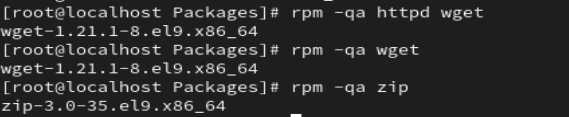 [root@localhost Packages]# rpm -qa httpd wget
wget-1.21.1-8.el9.x86_64
[root@localhost Packages]# rpm -qa wget
wget-1.21.1-8.el9.x86_64
[root@localhost Packages]# rpm -qa zip
zip-3.0-35.el9.x86_64